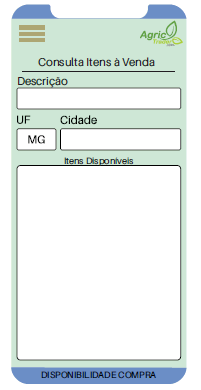 Agric
Consulta Itens à Venda
Descrição
UF Cidade
MG
Itens Disponíveis
DISPONIBILIDADE COMPRA